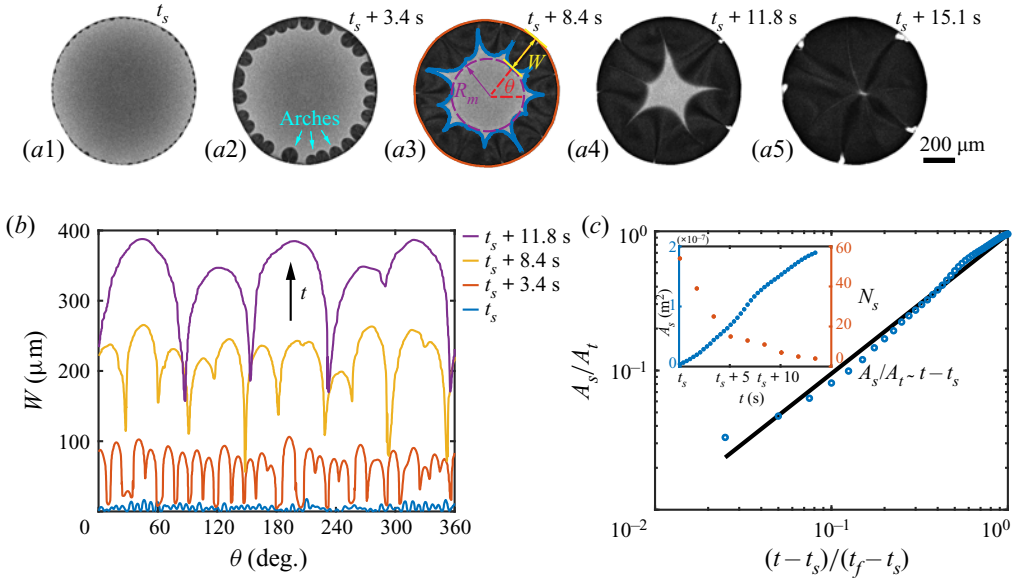 t_s
t_s + 3.4 s
t_s + 8.4 s
t_s + 11.8 s
t_s + 15.1 s
Arches
R_m
θ
W
(a1)
(a2)
(a3)
(a4)
(a5)
200 μm
(b)
400
300
200
100
W (μm)
0
60
120
180
240
300
360
θ (deg.)
t
t_s + 11.8 s
t_s + 8.4 s
t_s + 3.4 s
t_s
(c)
10^0
10^-1
10^-2
A_s/A_t
10^-1
10^0
(t – t_s)/(t_f – t_s)
A_s/A_t ~ t – t_s
(×10^-7)
2
1
0
A_s (m^2)
60
40
20
0
N_s
t_s
t_s + 5
t_s + 10
t (s)